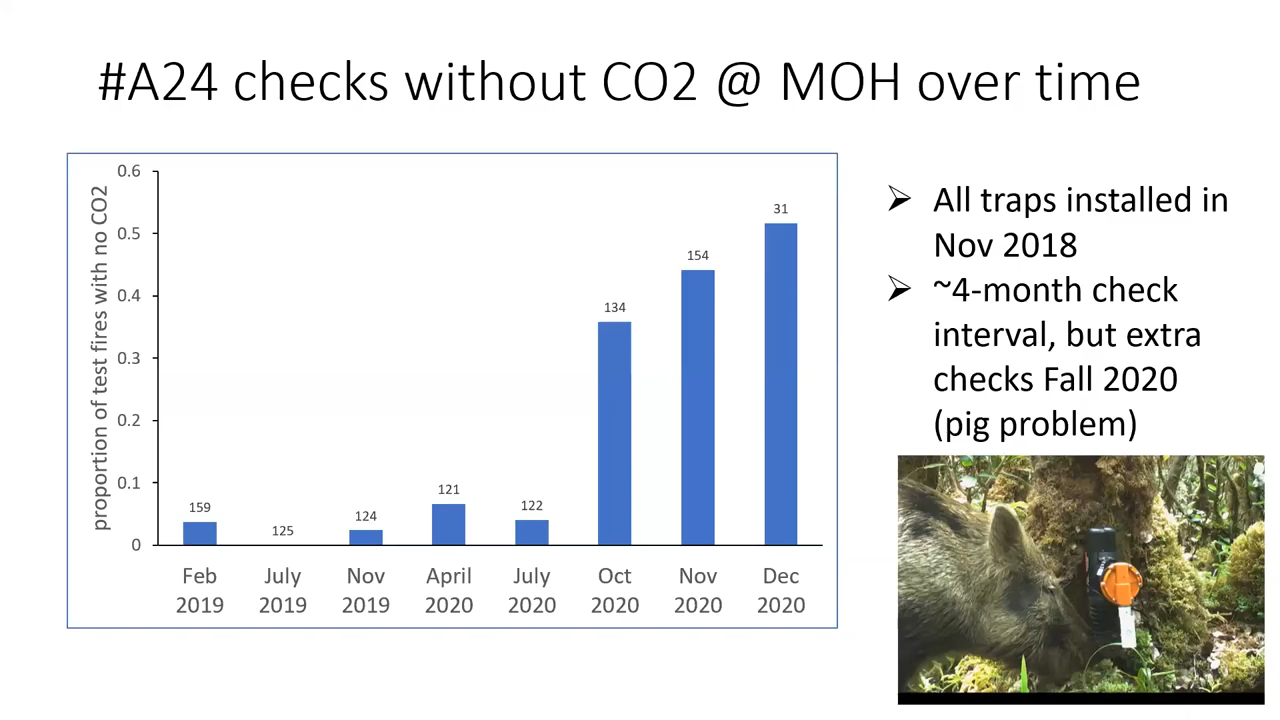 #A24 checks without CO2 @ MOH over time
proportion of test fires with no CO2
0.6
0.5
0.4
0.3
0.2
0.1
0
159
125
124
121
122
134
154
31
Feb
2019
July
2019
Nov
2019
April
2020
July
2020
Oct
2020
Nov
2020
Dec
2020
➢ All traps installed in
Nov 2018
➢ ~4-month check
interval, but extra
checks Fall 2020
(pig problem)